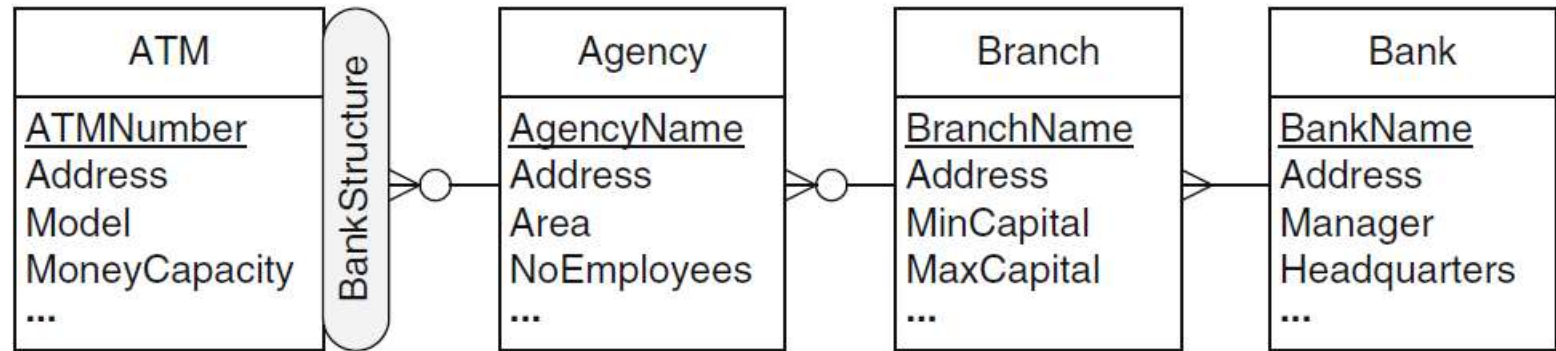 ATM
ATMNumber
Address
Model
MoneyCapacity
...
BankStructure
Agency
AgencyName
Address
Area
NoEmployees
...
Branch
BranchName
Address
MinCapital
MaxCapital
...
Bank
BankName
Address
Manager
Headquarters
...